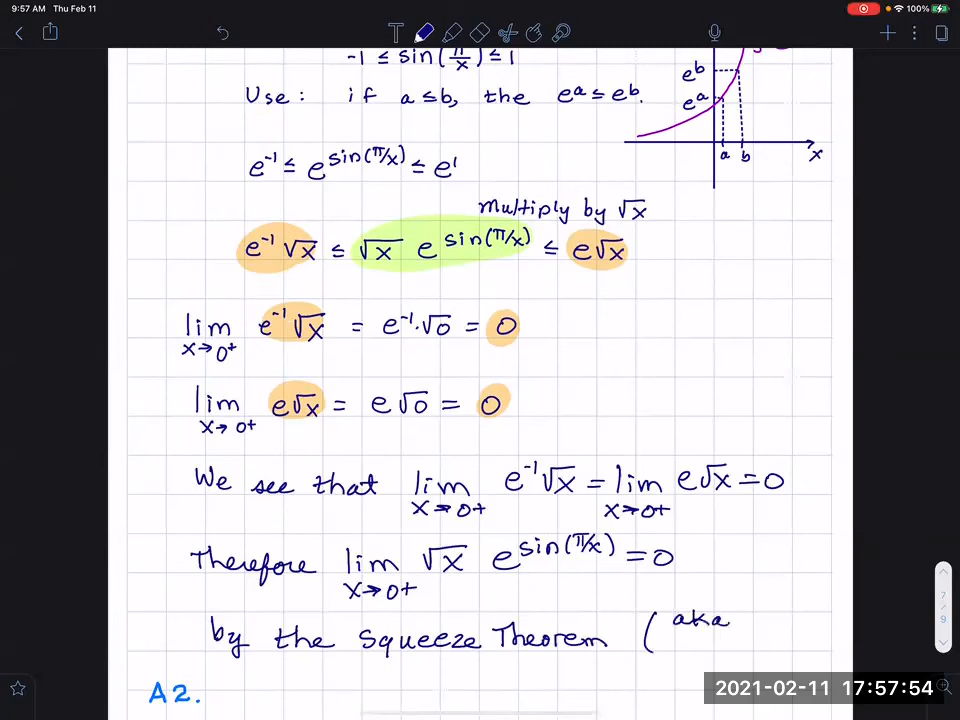 9:57 AM Thu Feb 11
100%
-1 ≤ sin(π/x) ≤ 1
Use: if a ≤ b, the e^a ≤ e^b.
e^b
e^a
a b x
e^-1 ≤ e^sin(π/x) ≤ e^1
Multiply by √x
e^-1 √x ≤ √x e^sin(π/x) ≤ e√x
lim x→0+ e^-1 √x = e^-1 · √0 = 0
lim x→0+ e√x = e√0 = 0
We see that lim x→0+ e^-1 √x = lim x→0+ e√x = 0
Therefore lim x→0+ √x e^sin(π/x) = 0
by the Squeeze Theorem ( aka
A2.
7 / 9
2021-02-11 17:57:54